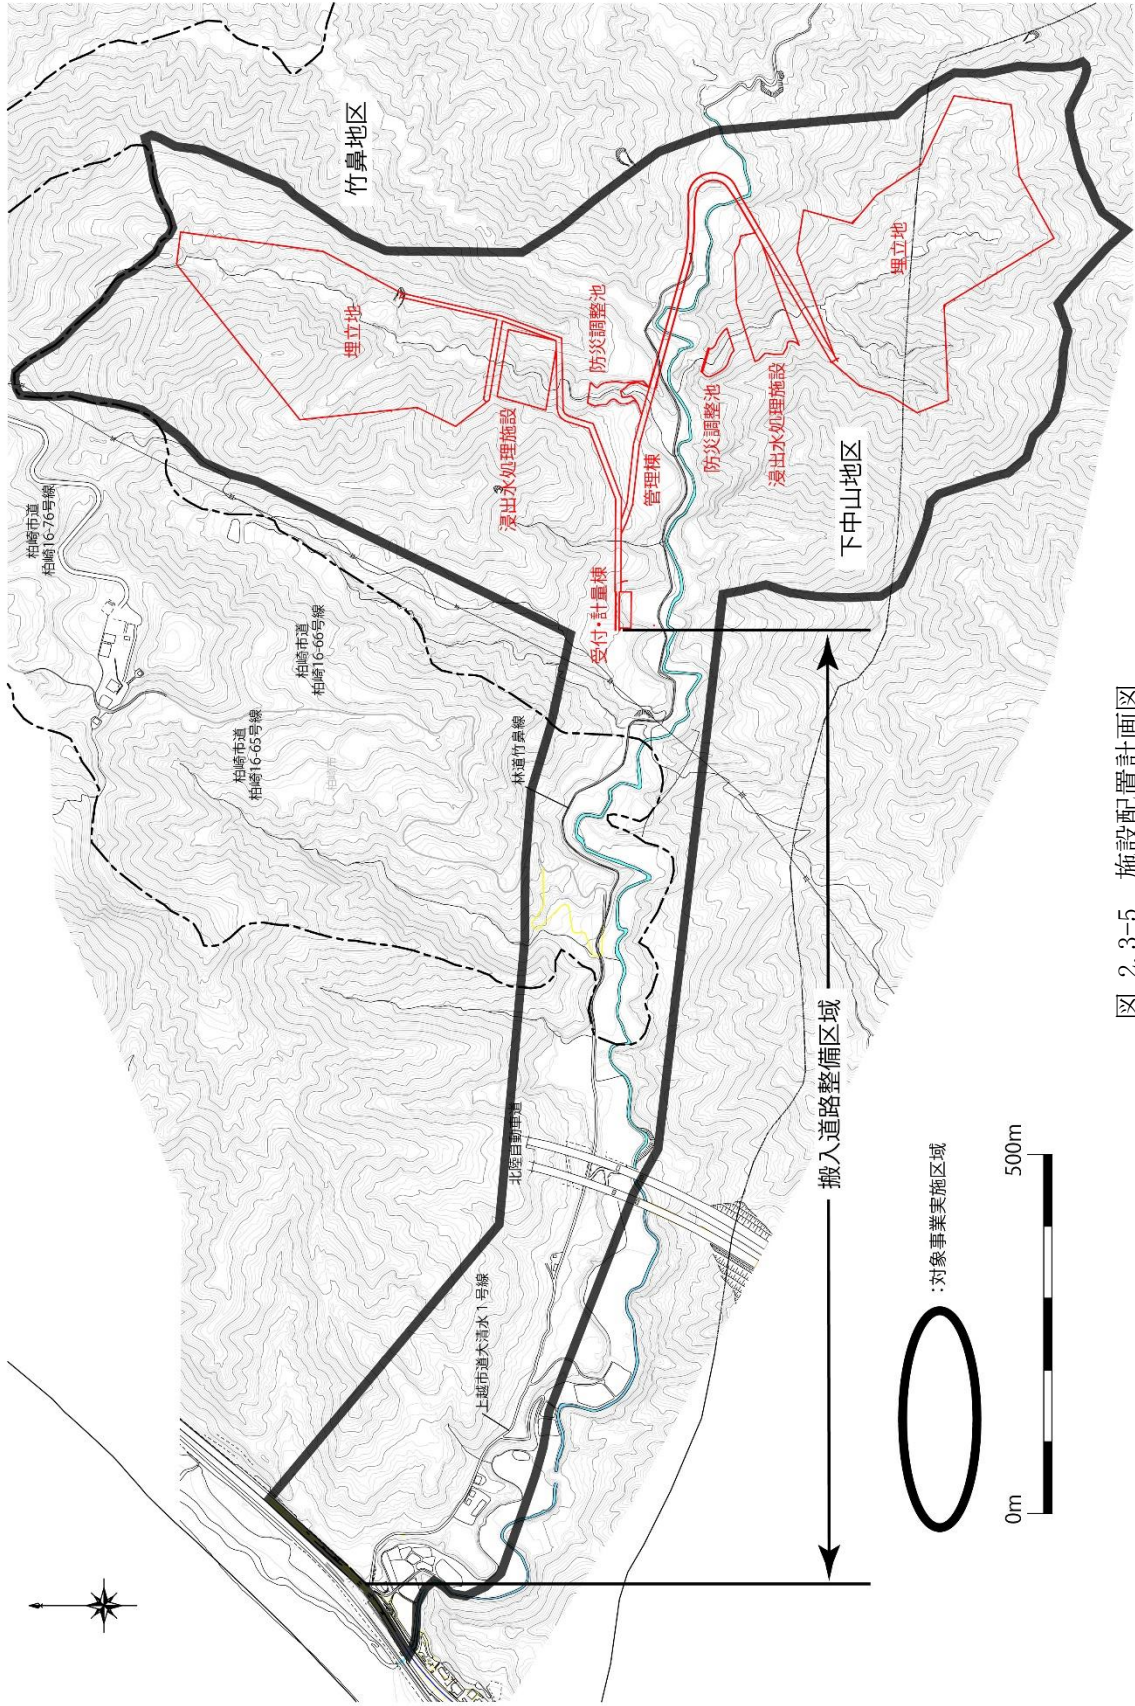 竹鼻地区
埋立地
防災調整池
浸出水処理施設
管理棟
受付・計量棟
埋立地
防災調整池
浸出水処理施設
下中山地区
柏崎市道
柏崎16-76号線
柏崎市道
柏崎16-66号線
柏崎市道
柏崎16-65号線
林道竹鼻線
北陸自動車道
上越市道大清水1号線
搬入道路整備区域
:対象事業実施区域
0m
500m
図 2.3-5 施設配置計画図